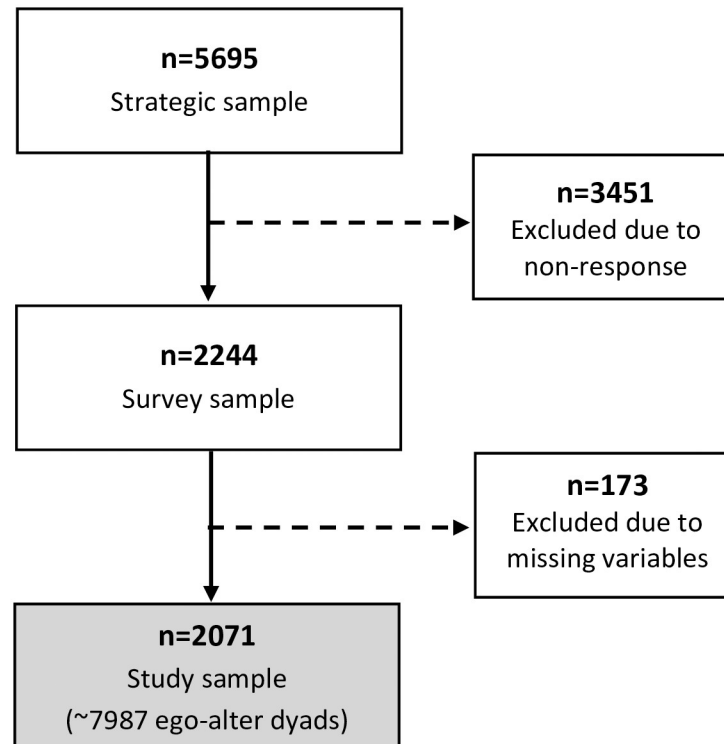 n=5695
Strategic sample
n=3451
Excluded due to
non-response
n=2244
Survey sample
n=173
Excluded due to
missing variables
n=2071
Study sample
(~7987 ego-alter dyads)